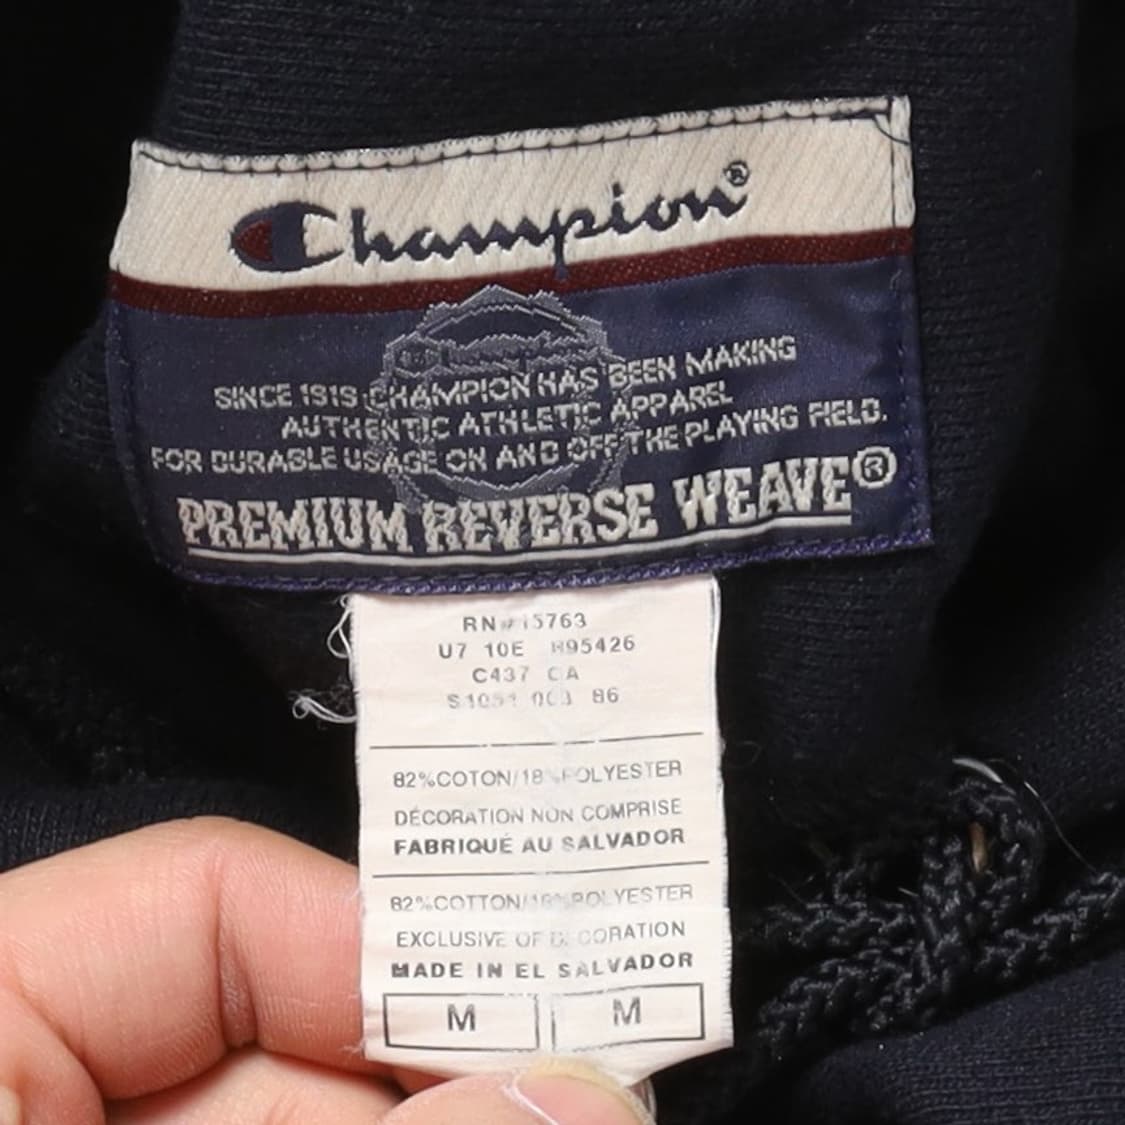 Champion®
SINCE 1919 CHAMPION HAS BEEN MAKING
AUTHENTIC ATHLETIC APPAREL
FOR DURABLE USAGE ON AND OFF THE PLAYING FIELD.
PREMIUM REVERSE WEAVE®
RN# 15763
U7 10E 895426
C437 CA
86
82%COTON/18%POLYESTER
DÉCORATION NON COMPRISE
FABRIQUÉ AU SALVADOR
82%COTTON/18%POLYESTER
EXCLUSIVE OF DECORATION
MADE IN EL SALVADOR
M M